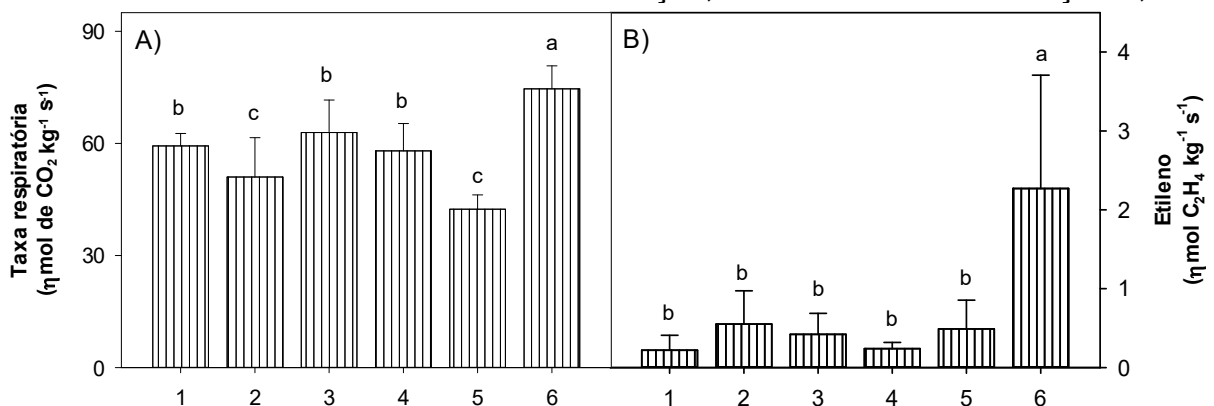 A)
B)
Taxa respiratória
(ηmol de CO₂ kg⁻¹ s⁻¹)
90
60
30
0
b
c
b
b
c
a
1
2
3
4
5
6
b
b
b
b
b
a
1
2
3
4
5
6
4
3
2
1
0
Etileno
(ηmol C₂H₄ kg⁻¹ s⁻¹)